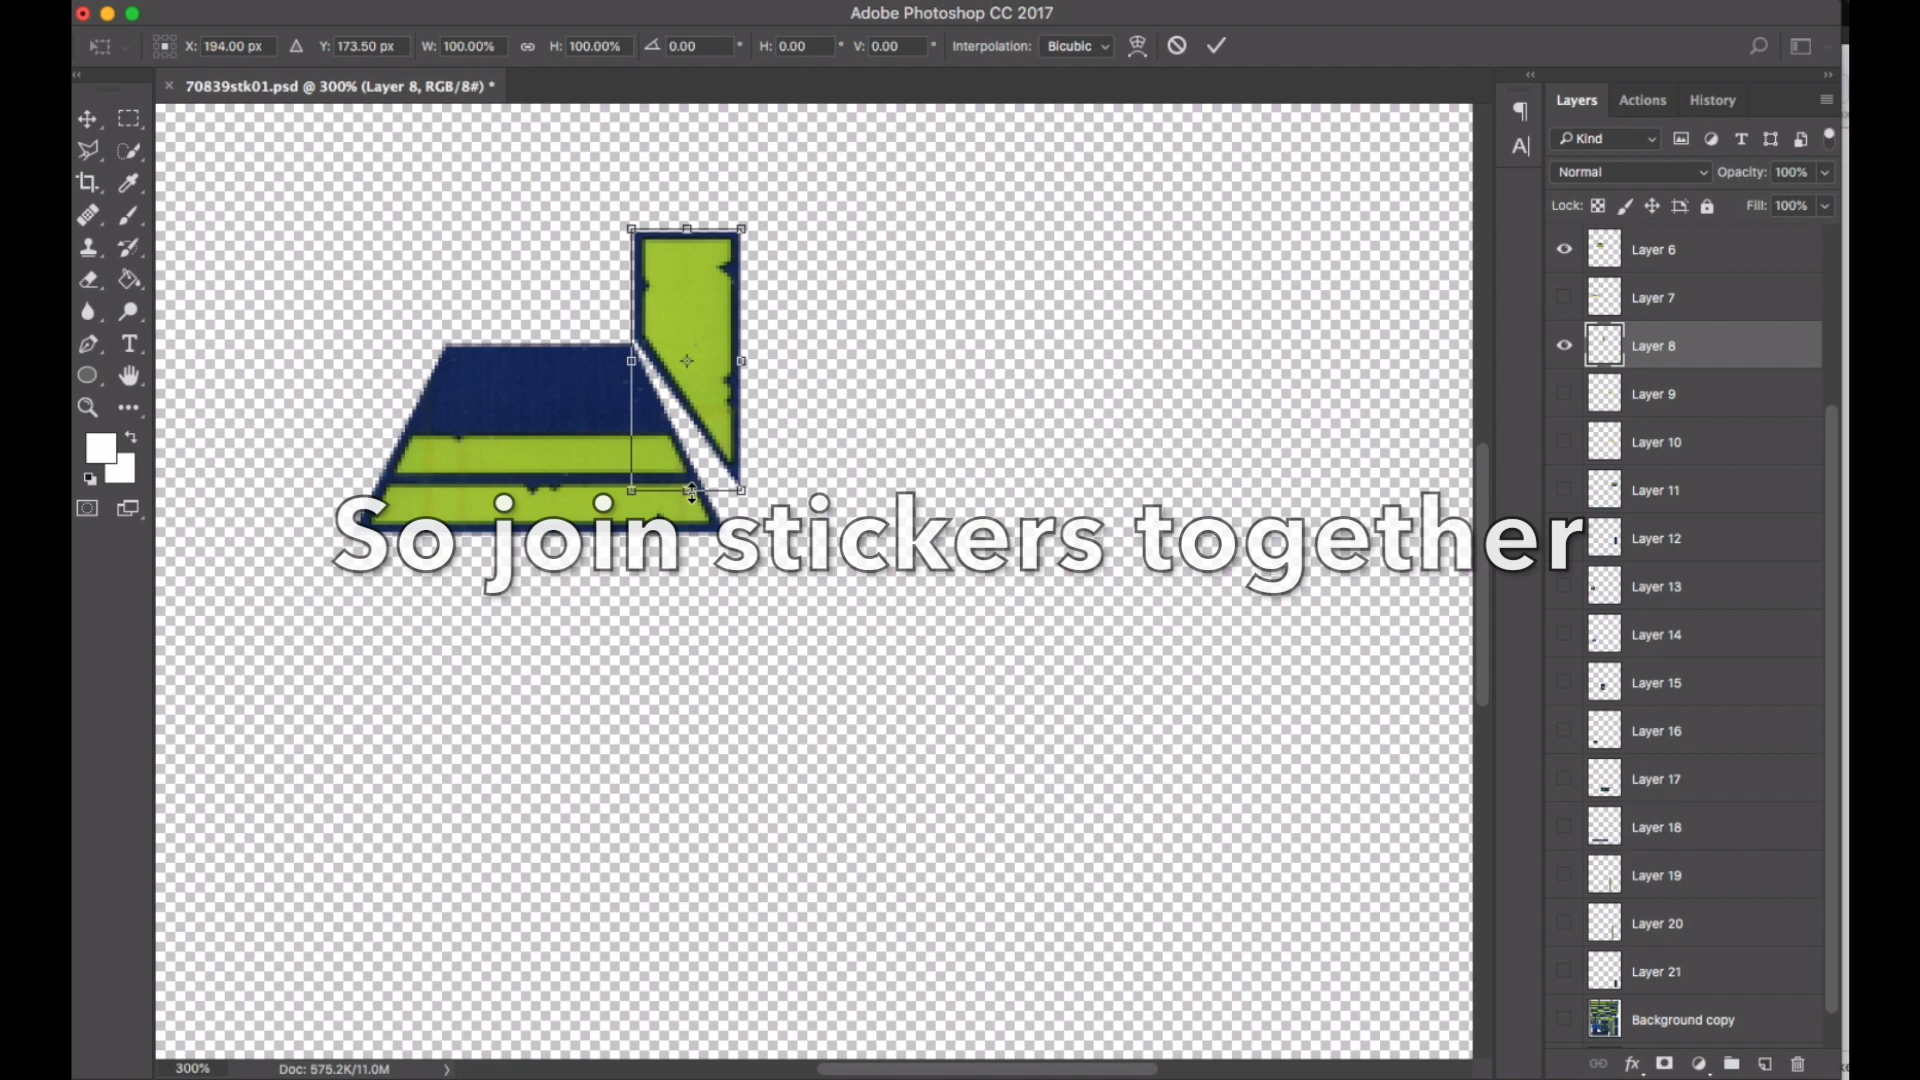 Adobe Photoshop CC 2017
X: 194.00 px Y: 173.50 px W: 100.00% H: 100.00% 0.00 ° H: 0.00 ° V: 0.00 ° Interpolation: Bicubic
70839stk01.psd @ 300% (Layer 8, RGB/8#) *
Layers Actions History
Kind
Normal Opacity: 100%
Lock: Fill: 100%
Layer 6
Layer 7
Layer 8
Layer 9
Layer 10
Layer 11
So join stickers together
Layer 12
Layer 13
Layer 14
Layer 15
Layer 16
Layer 17
Layer 18
Layer 19
Layer 20
Layer 21
Background copy
300% Doc: 575.2K/11.0M